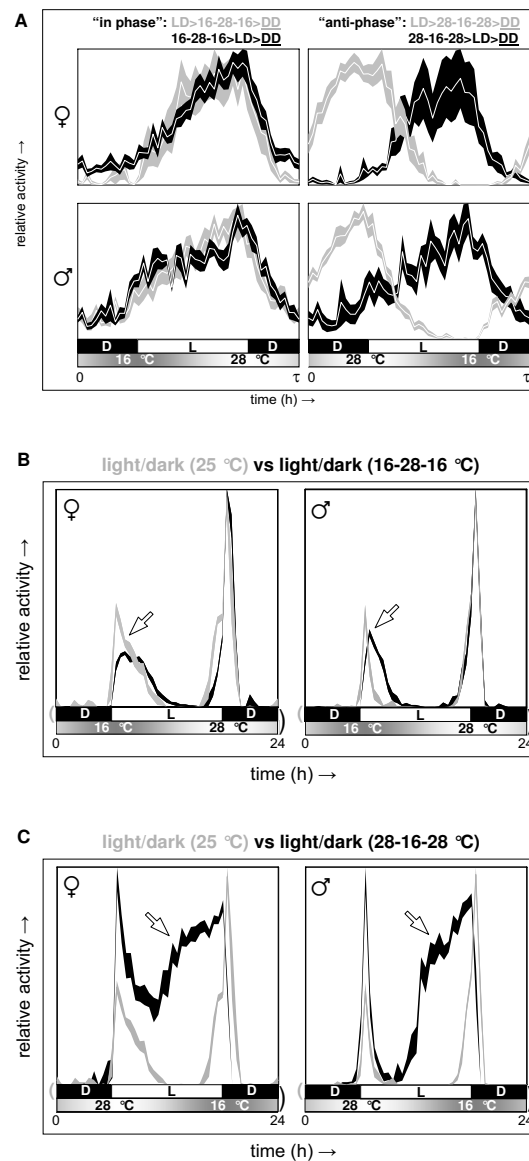 A
“in phase”: LD>16-28-16>DD
16-28-16>LD>DD
“anti-phase”: LD>28-16-28>DD
28-16-28>LD>DD
♀
♂
relative activity →
D L D
16 °C 28 °C
0 τ
D L D
28 °C 16 °C
0 τ
time (h) →
B
light/dark (25 °C) vs light/dark (16-28-16 °C)
♀
♂
relative activity →
( D L D )
16 °C 28 °C
0 24
( D L D )
16 °C 28 °C
0 24
time (h) →
C
light/dark (25 °C) vs light/dark (28-16-28 °C)
♀
♂
relative activity →
( D L D )
28 °C 16 °C
0 24
( D L D )
28 °C 16 °C
0 24
time (h) →